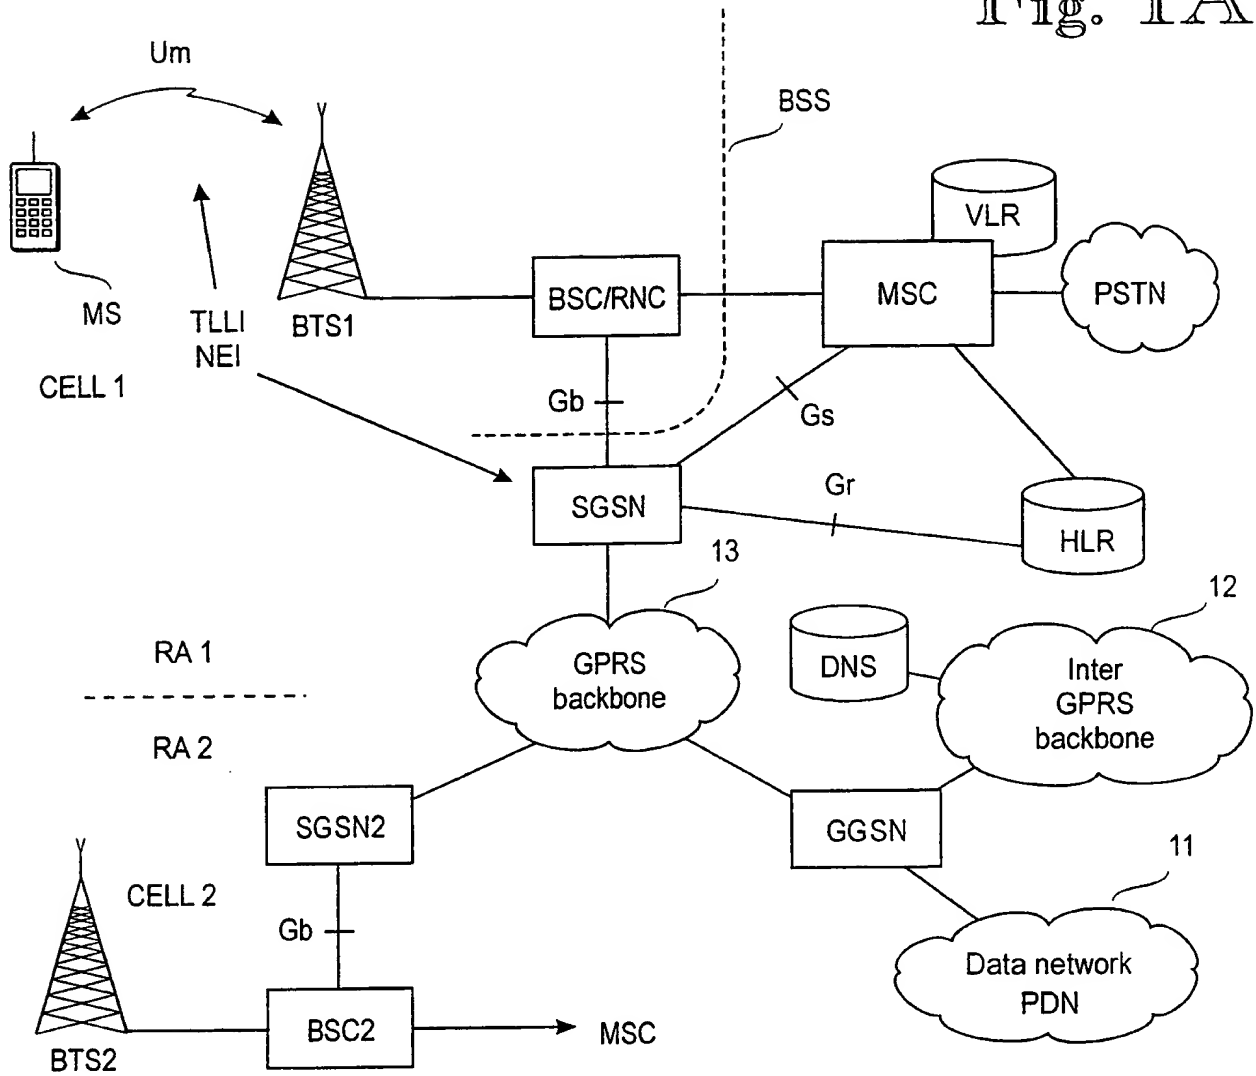 Fig. 1A
Um
BSS
VLR
MS
TLLI
NEI
BTS1
BSC/RNC
MSC
PSTN
CELL 1
Gb
Gs
SGSN
Gr
HLR
13
12
RA 1
GPRS
backbone
DNS
Inter
GPRS
backbone
RA 2
SGSN2
GGSN
11
CELL 2
Gb
Data network
PDN
BTS2
BSC2
MSC